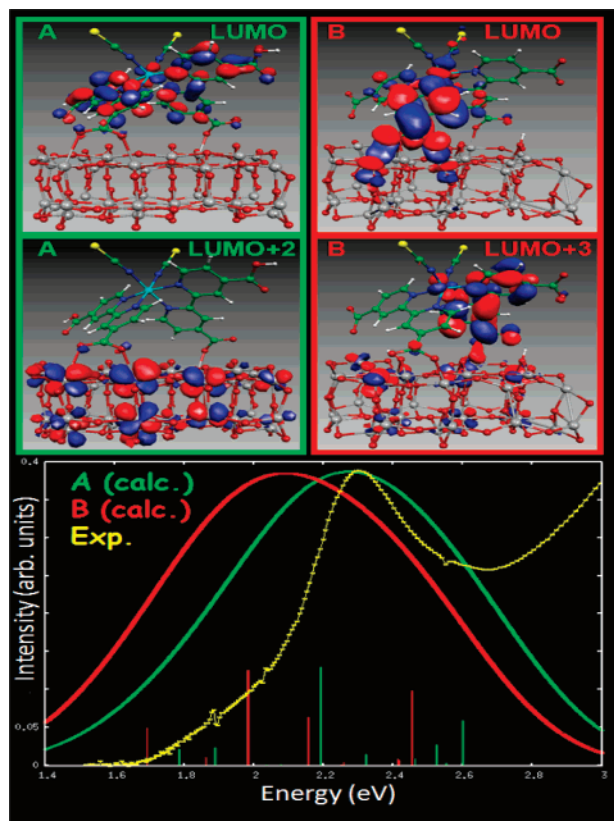 A LUMO
B LUMO
A LUMO+2
B LUMO+3
0.4
A (calc.)
B (calc.)
Exp.
Intensity (arb. units)
0.05
1.4 1.6 1.8 2 2.2 2.4 2.6 2.8 3
Energy (eV)